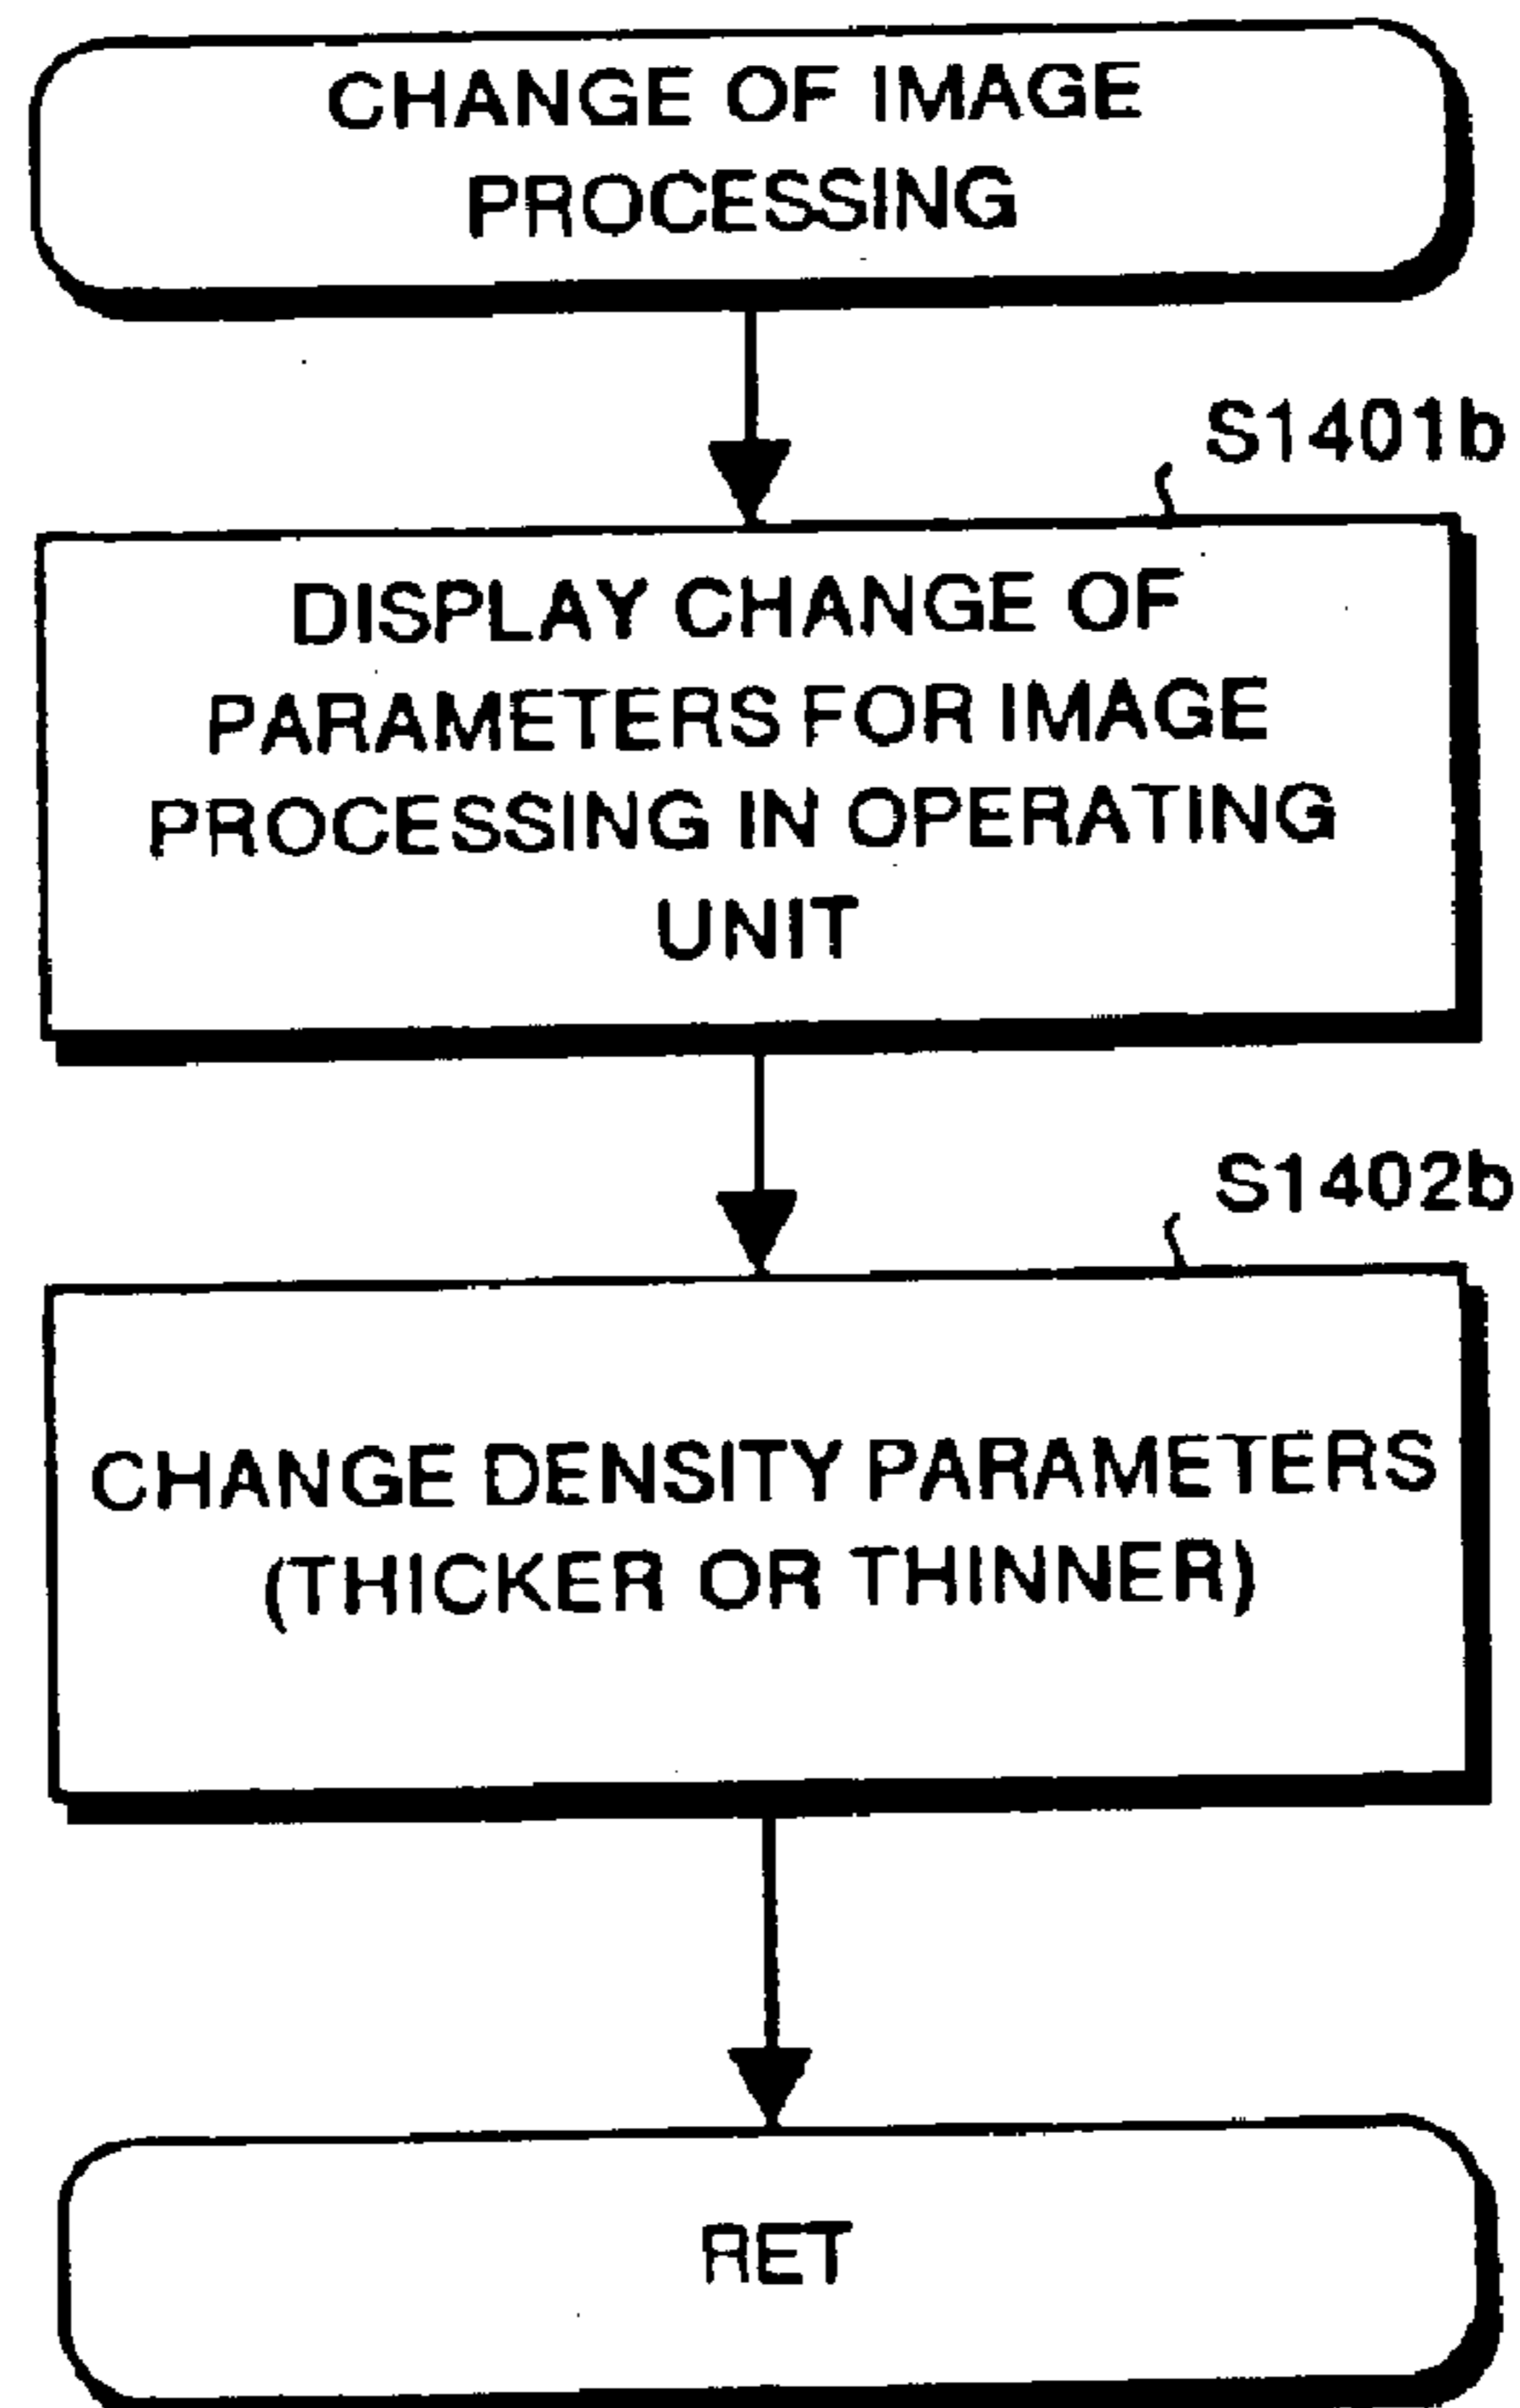 CHANGE OF IMAGE
PROCESSING
S1401b
DISPLAY CHANGE OF
PARAMETERS FOR IMAGE
PROCESSING IN OPERATING
UNIT
S1402b
CHANGE DENSITY PARAMETERS
(THICKER OR THINNER)
RET